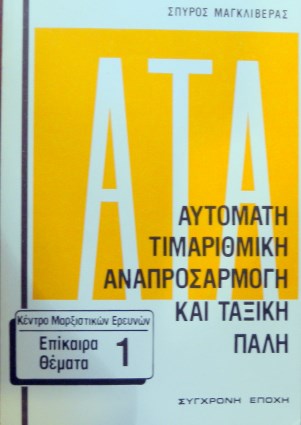 ΣΠΥΡΟΣ ΜΑΓΚΛΙΒΕΡΑΣ
ΑΤΑ
ΑΥΤΟΜΑΤΗ
ΤΙΜΑΡΙΘΜΙΚΗ
ΑΝΑΠΡΟΣΑΡΜΟΓΗ
ΚΑΙ ΤΑΞΙΚΗ
ΠΑΛΗ
Κέντρο Μαρξιστικών Ερευνών
Επίκαιρα
Θέματα 1
ΣΥΓΧΡΟΝΗ ΕΠΟΧΗ